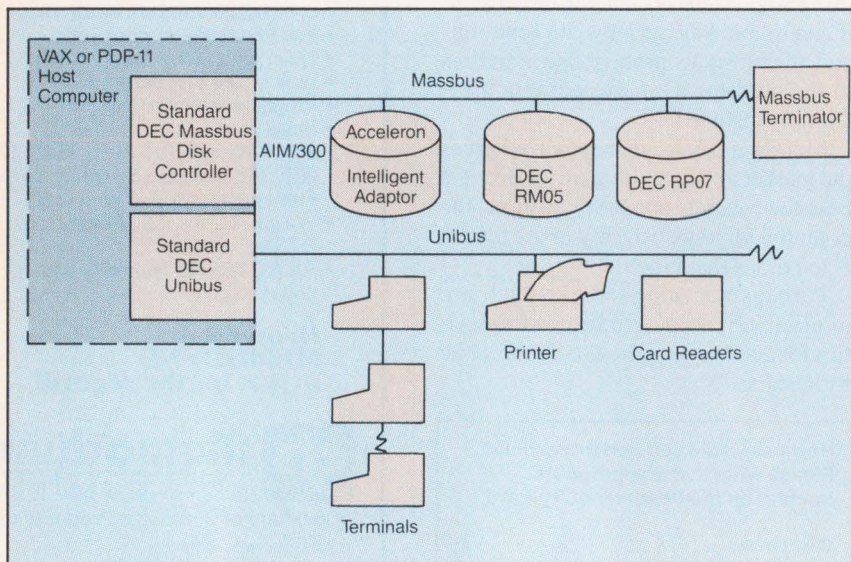 VAX or PDP-11
Host
Computer
Standard
DEC Massbus
Disk
Controller
Standard
DEC
Unibus
Massbus
AIM/300
Acceleron
Intelligent
Adaptor
DEC
RM05
DEC RP07
Massbus
Terminator
Unibus
Printer
Card Readers
Terminals